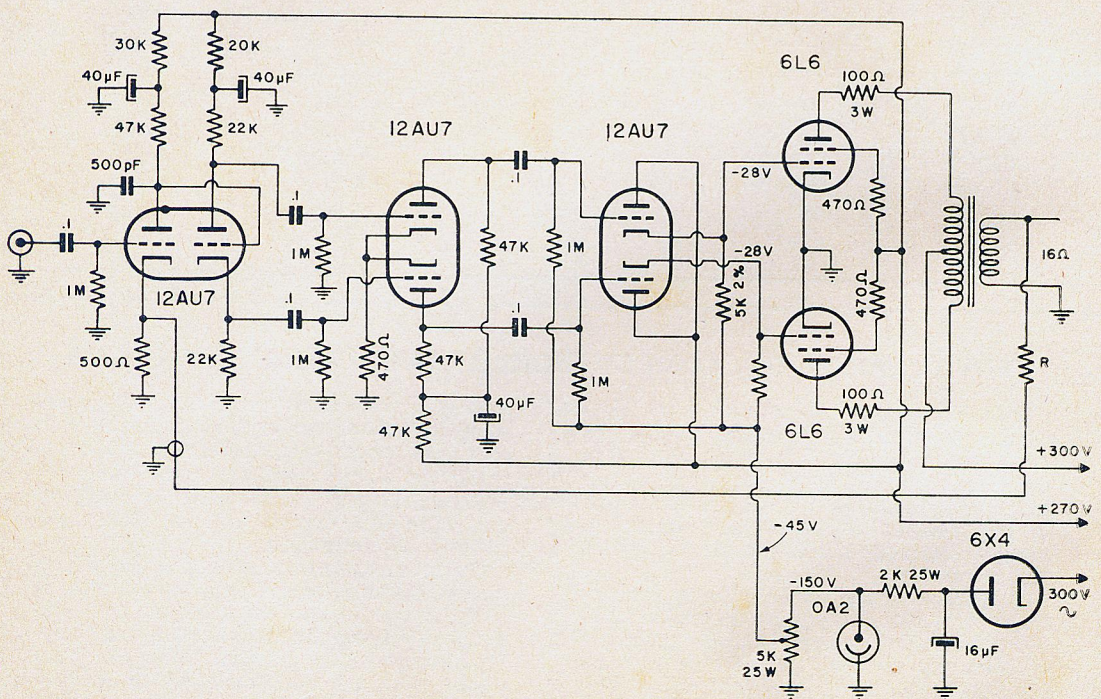 30K
20K
40µF
40µF
47K
22K
500pF
.1
1M
12AU7
500Ω
22K
.1
1M
.1
1M
12AU7
470Ω
47K
47K
47K
40µF
.1
.1
1M
1M
12AU7
-28V
-28V
5K 2%
6L6
100Ω
3W
470Ω
470Ω
100Ω
3W
6L6
16Ω
R
+300V
+270V
-45V
-150V
5K
25W
OA2
2K 25W
16µF
6X4
300V